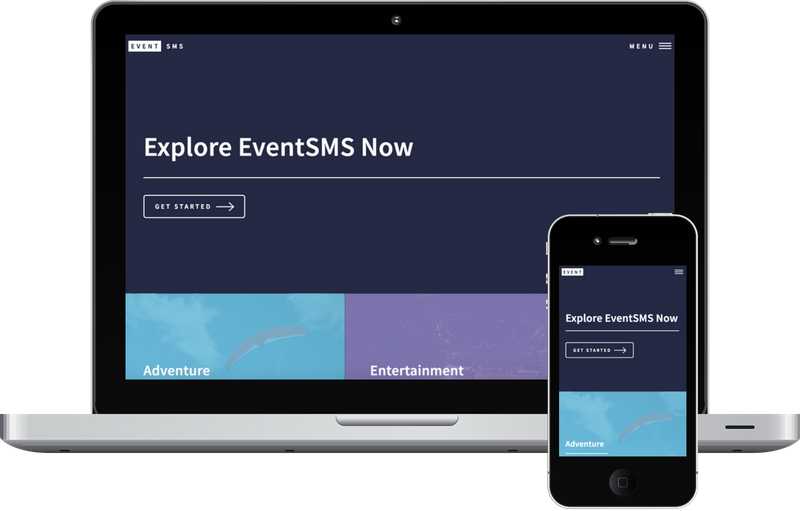 EVENT SMS
MENU
Explore EventSMS Now
GET STARTED
Adventure
Entertainment
EVENT
Explore EventSMS Now
GET STARTED
Adventure